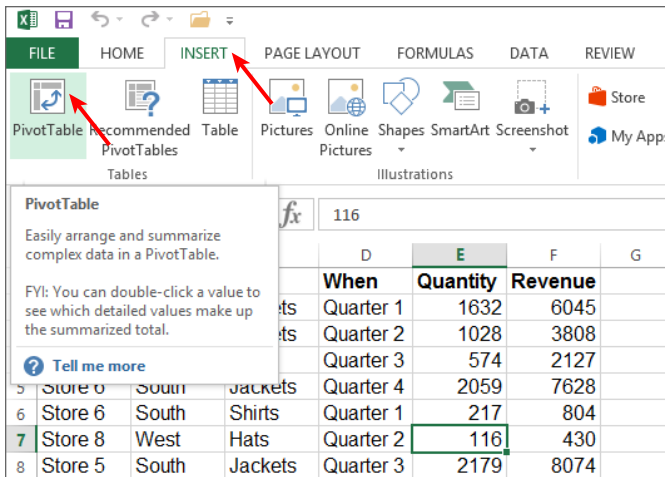 FILE HOME INSERT PAGE LAYOUT FORMULAS DATA REVIEW
PivotTable Recommended PivotTables Table Pictures Online Pictures Shapes SmartArt Screenshot
Store
My Apps
Tables Illustrations
PivotTable
Easily arrange and summarize
complex data in a PivotTable.
FYI: You can double-click a value to
see which detailed values make up
the summarized total.
Tell me more
fx 116
D E F G
When Quantity Revenue
ets Quarter 1 1632 6045
ets Quarter 2 1028 3808
Quarter 3 574 2127
5 Store 6 South Jackets Quarter 4 2059 7628
6 Store 6 South Shirts Quarter 1 217 804
7 Store 8 West Hats Quarter 2 116 430
8 Store 5 South Jackets Quarter 3 2179 8074